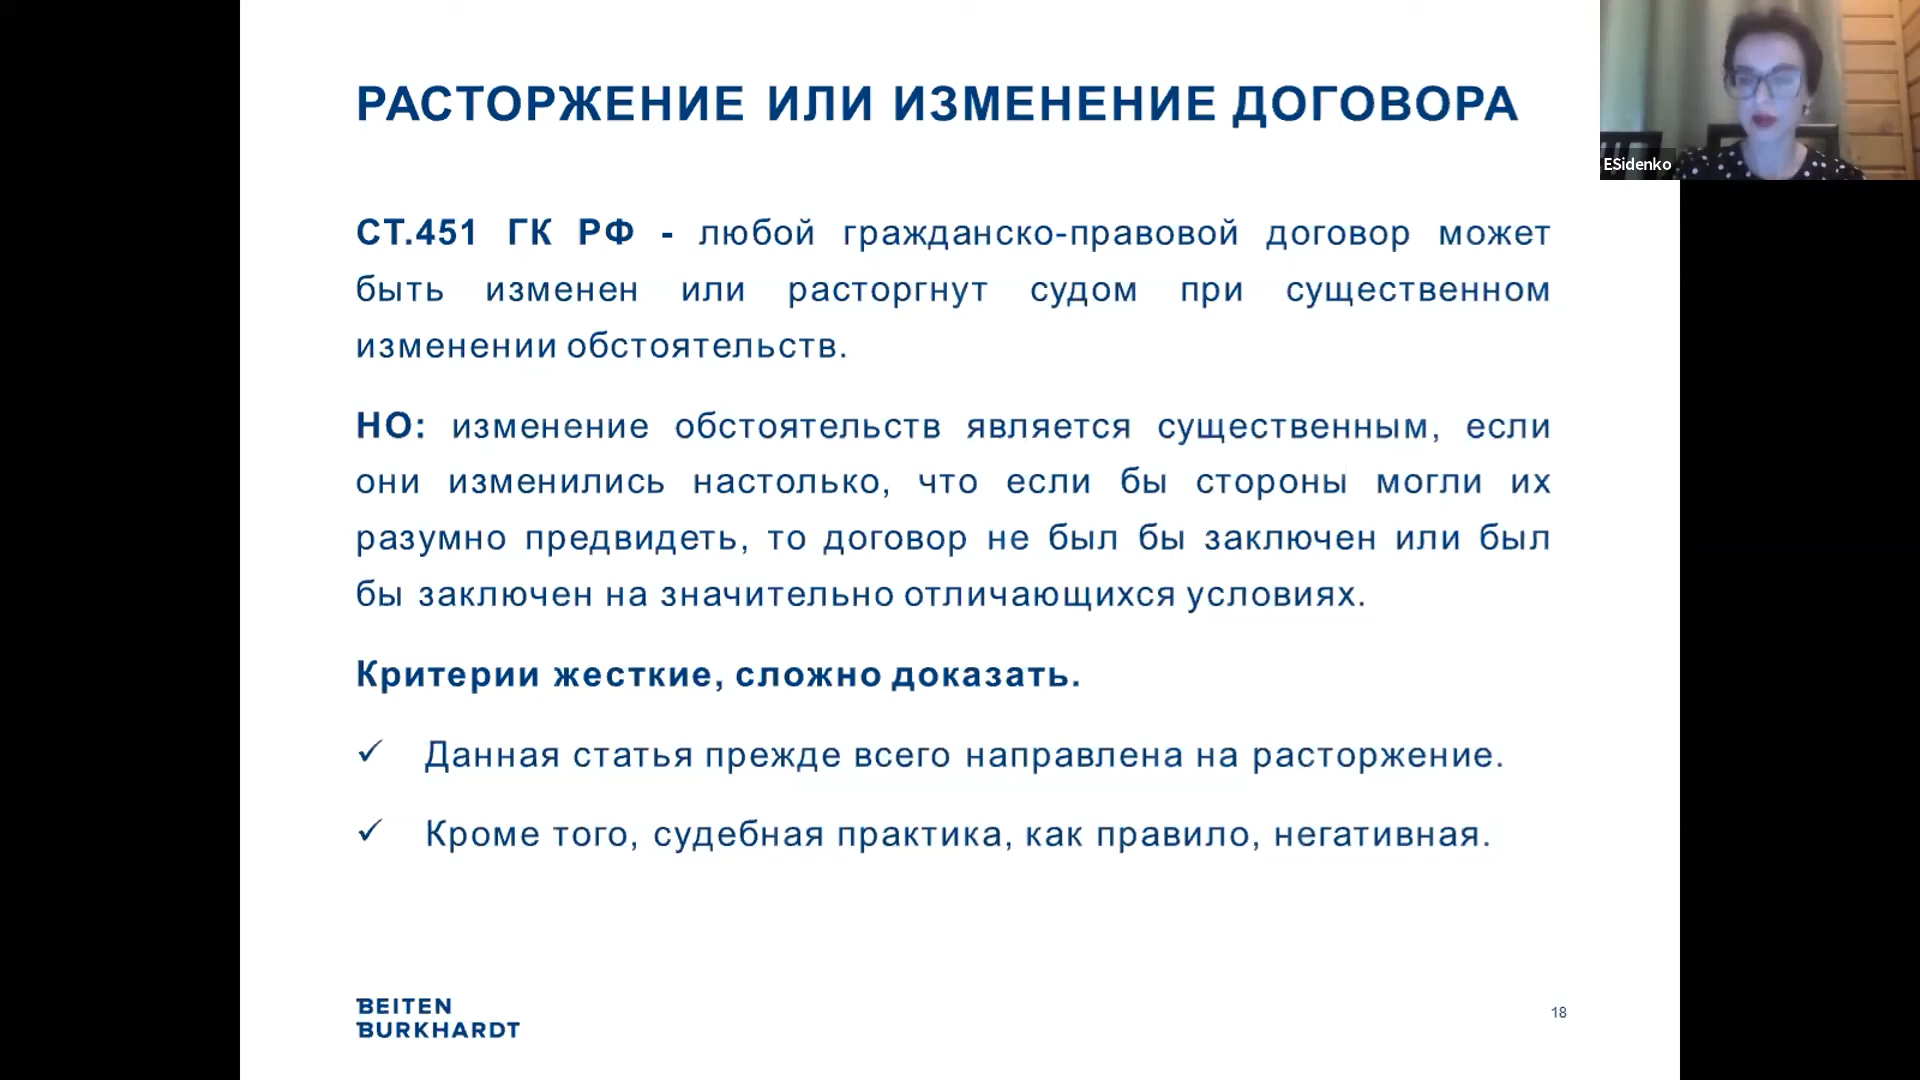 РАСТОРЖЕНИЕ ИЛИ ИЗМЕНЕНИЕ ДОГОВОРА
ESidenko
СТ.451 ГК РФ - любой гражданско-правовой договор может
быть изменен или расторгнут судом при существенном
изменении обстоятельств.
НО: изменение обстоятельств является существенным, если
они изменились настолько, что если бы стороны могли их
разумно предвидеть, то договор не был бы заключен или был
бы заключен на значительно отличающихся условиях.
Критерии жесткие, сложно доказать.
✓ Данная статья прежде всего направлена на расторжение.
✓ Кроме того, судебная практика, как правило, негативная.
BEITEN
BURKHARDT
18